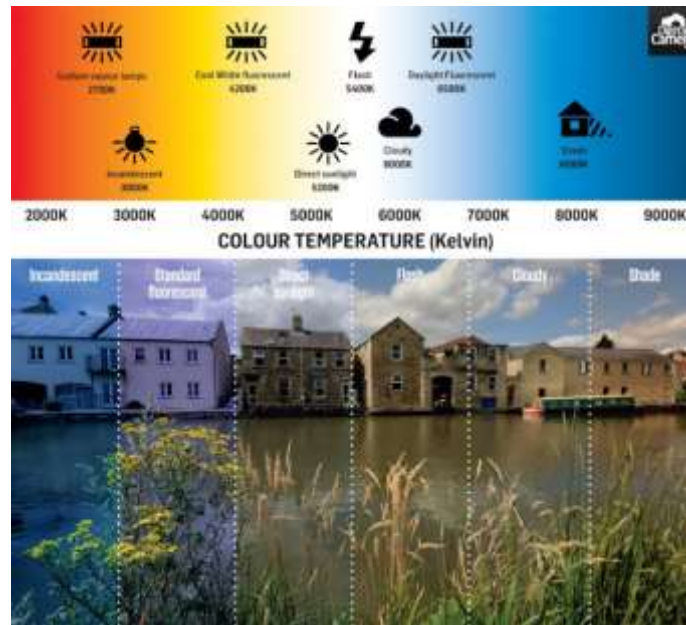 Sodium vapour lamps
2700K
Cool White fluorescent
4200K
Flash
5400K
Daylight Fluorescent
6500K
Incandescent
3000K
Direct sunlight
5200K
Cloudy
6000K
Shade
8000K
2000K 3000K 4000K 5000K 6000K 7000K 8000K 9000K
COLOUR TEMPERATURE (Kelvin)
Incandescent
Standard
fluorescent
Direct
sunlight
Flash
Cloudy
Shade